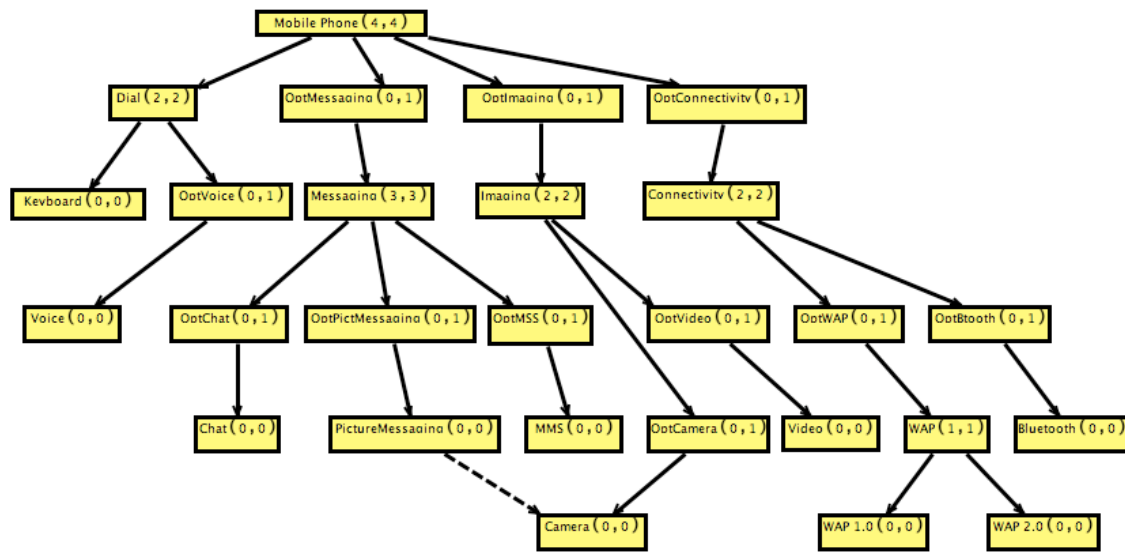 Mobile Phone(4,4)
Dial(2,2)
OptMessaging(0,1)
OptImaging(0,1)
OptConnectivity(0,1)
Keyboard(0,0)
OptVoice(0,1)
Messaging(3,3)
Imaging(2,2)
Connectivity(2,2)
Voice(0,0)
OptChat(0,1)
OptPictMessaging(0,1)
OptMSS(0,1)
OptVideo(0,1)
OptWAP(0,1)
OptBtooth(0,1)
Chat(0,0)
PictureMessaging(0,0)
MMS(0,0)
OptCamera(0,1)
Video(0,0)
WAP(1,1)
Bluetooth(0,0)
Camera(0,0)
WAP 1.0(0,0)
WAP 2.0(0,0)